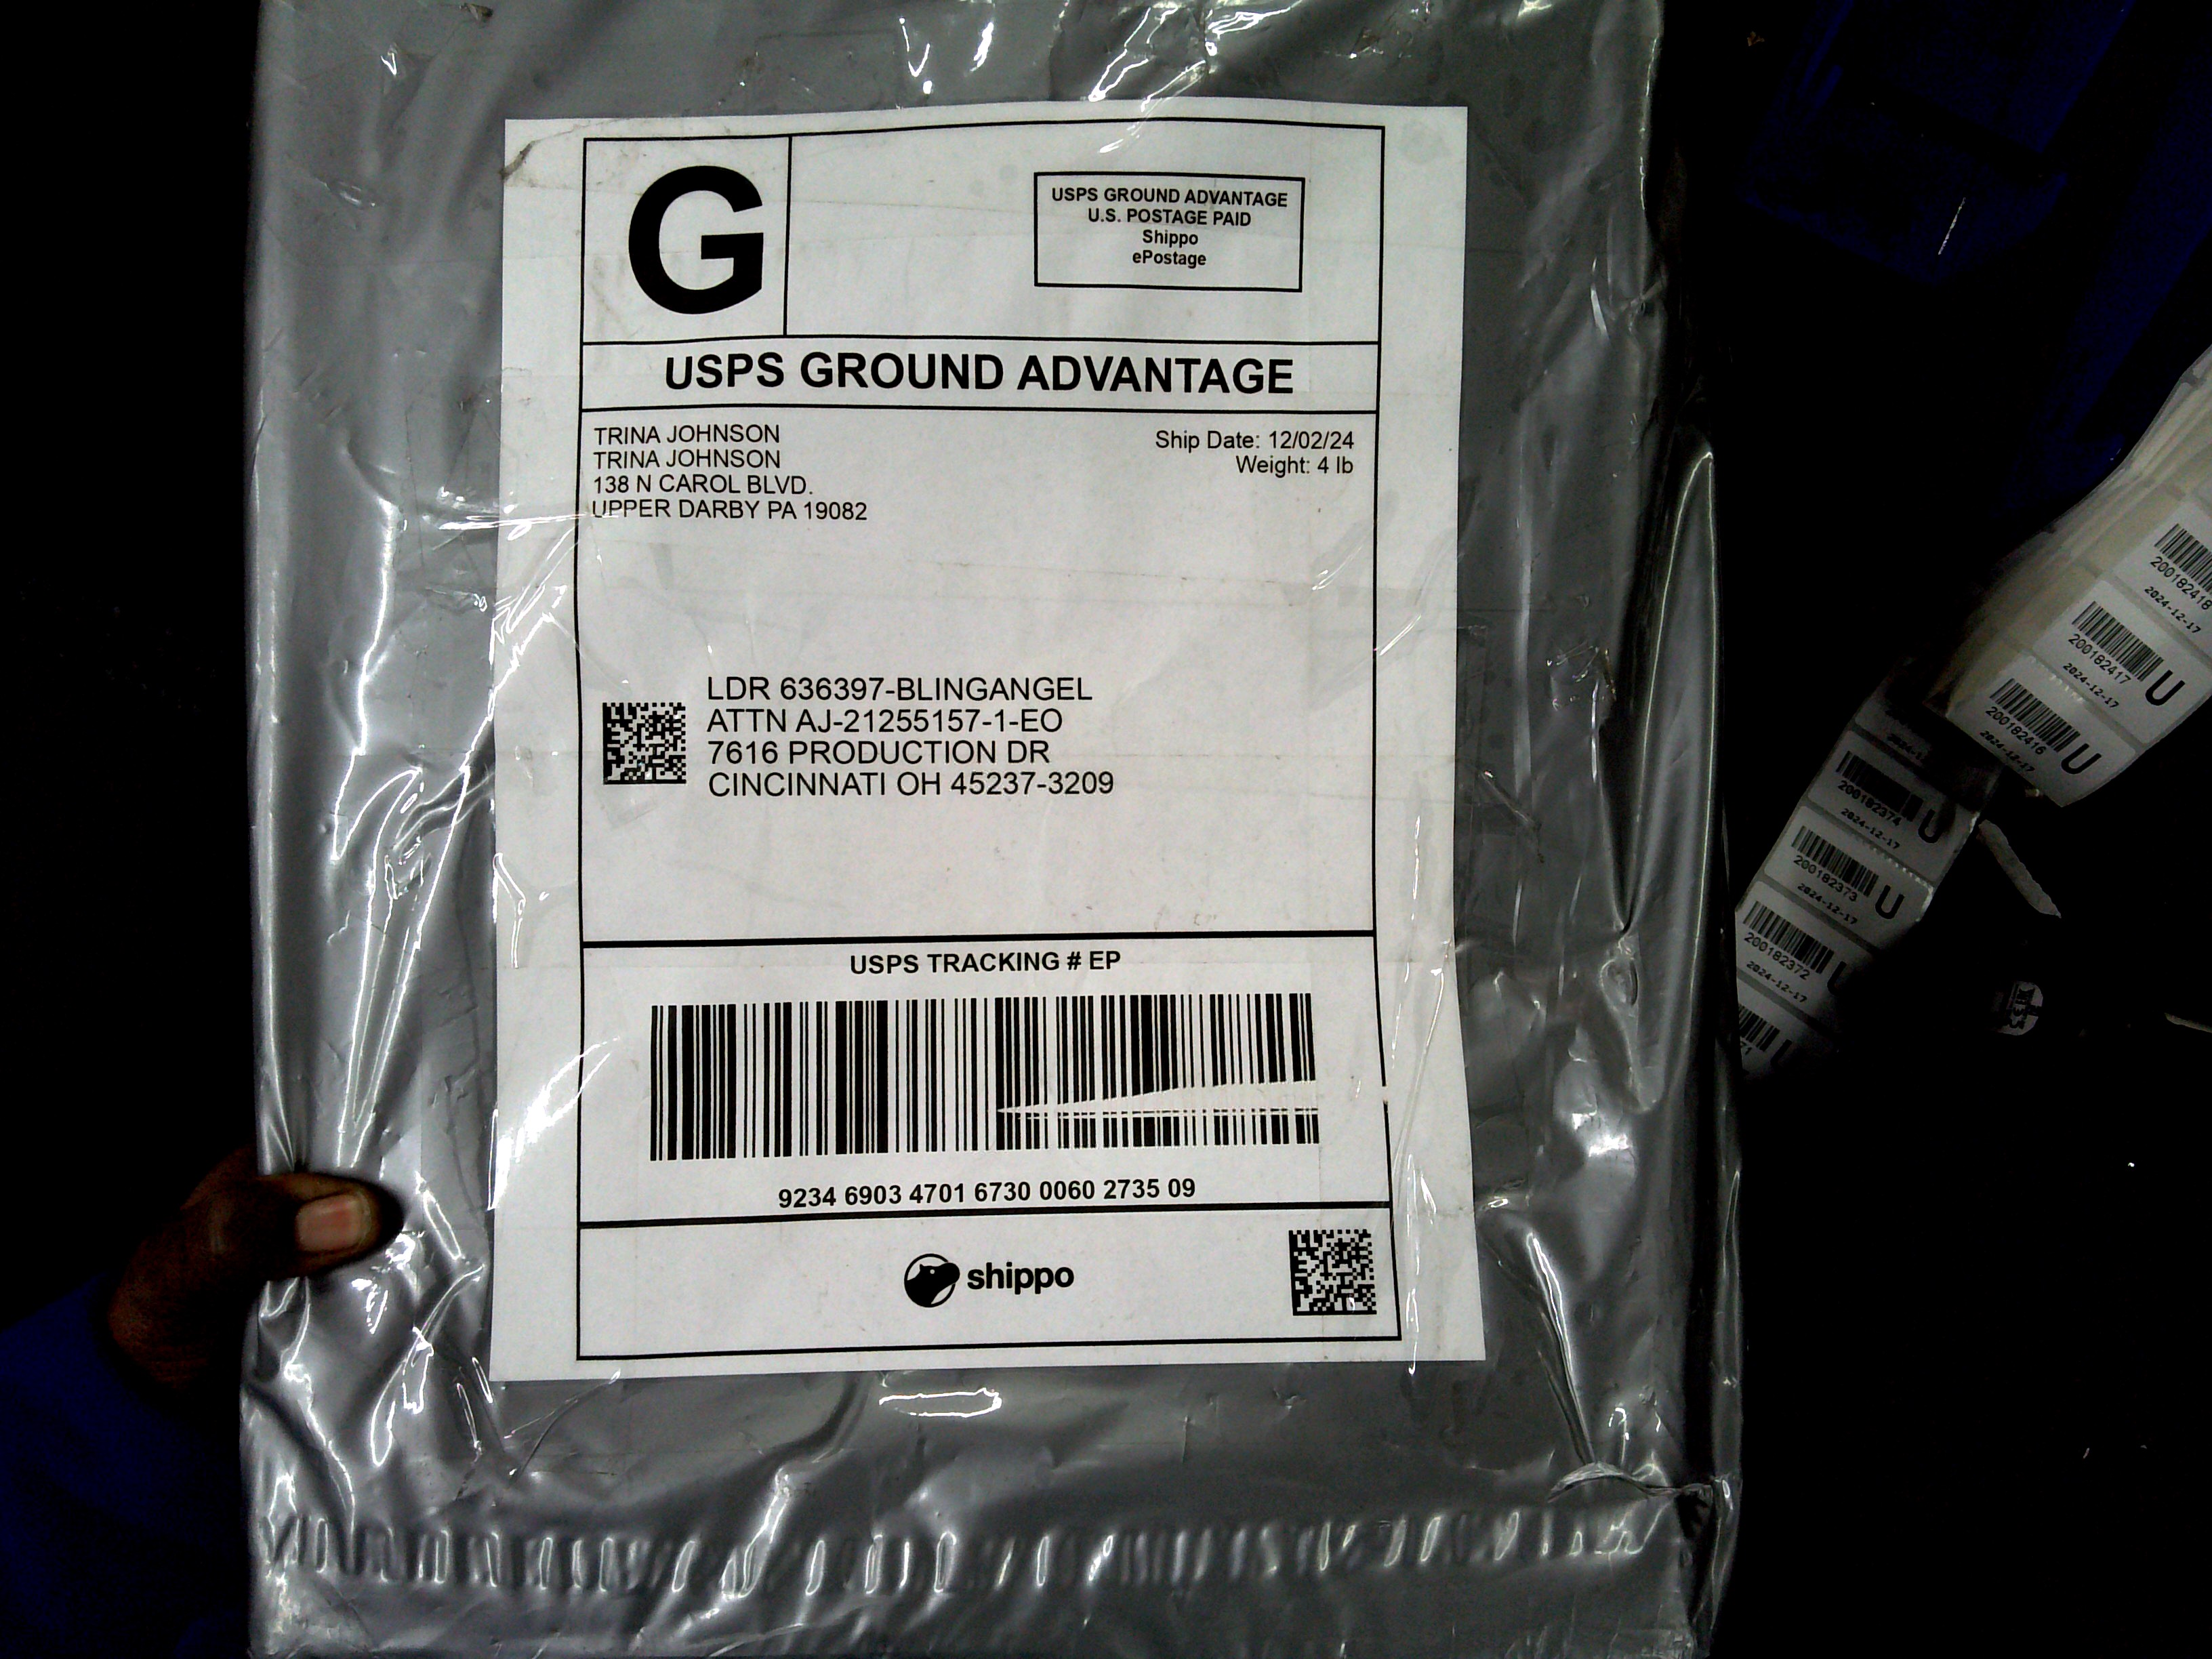 G
USPS GROUND ADVANTAGE
U.S. POSTAGE PAID
Shippo
ePostage
USPS GROUND ADVANTAGE
TRINA JOHNSON
TRINA JOHNSON
138 N CAROL BLVD.
UPPER DARBY PA 19082
Ship Date: 12/02/24
Weight: 4 lb
LDR 636397-BLINGANGEL
ATTN AJ-21255157-1-EO
7616 PRODUCTION DR
CINCINNATI OH 45237-3209
USPS TRACKING # EP
9234 6903 4701 6730 0060 2735 09
shippo
200182418
2024-12-17
200182417
U
2024-12-17
200182416
U
2024-12-17
200182374
U
2024-12-17
200182373
U
2024-12-17
200182372
2024-12-17